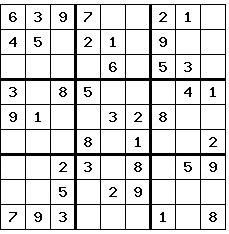 6 3 9 7 2 1
4 5 2 1 9
6 5 3
3 8 5 4 1
9 1 3 2 8
8 1 2
2 3 8 5 9
5 2 9
7 9 3 1 8